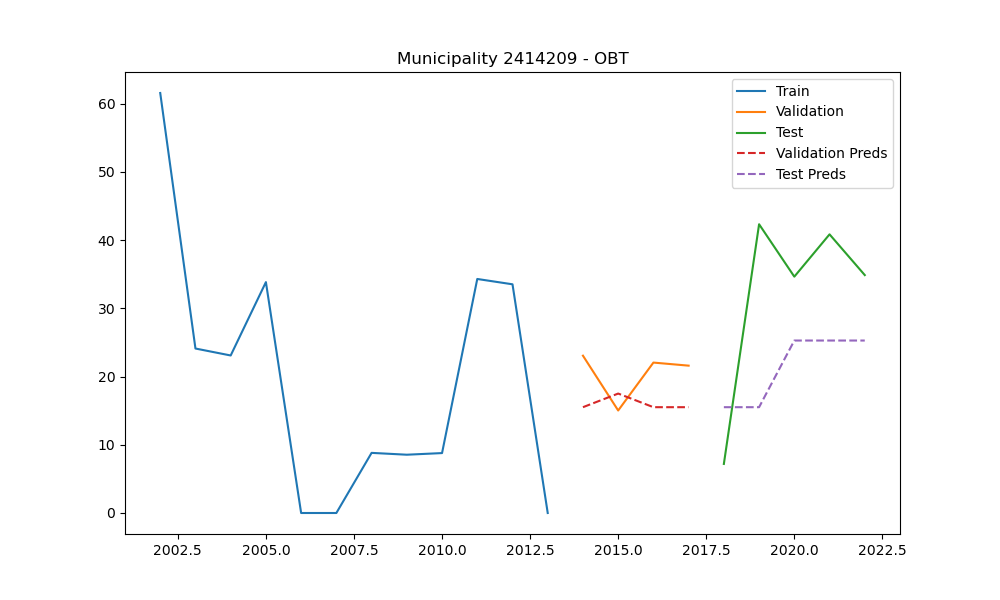 Municipality 2414209 - OBT
Train
Validation
Test
Validation Preds
Test Preds
60
50
40
30
20
10
0
2002.5 2005.0 2007.5 2010.0 2012.5 2015.0 2017.5 2020.0 2022.5